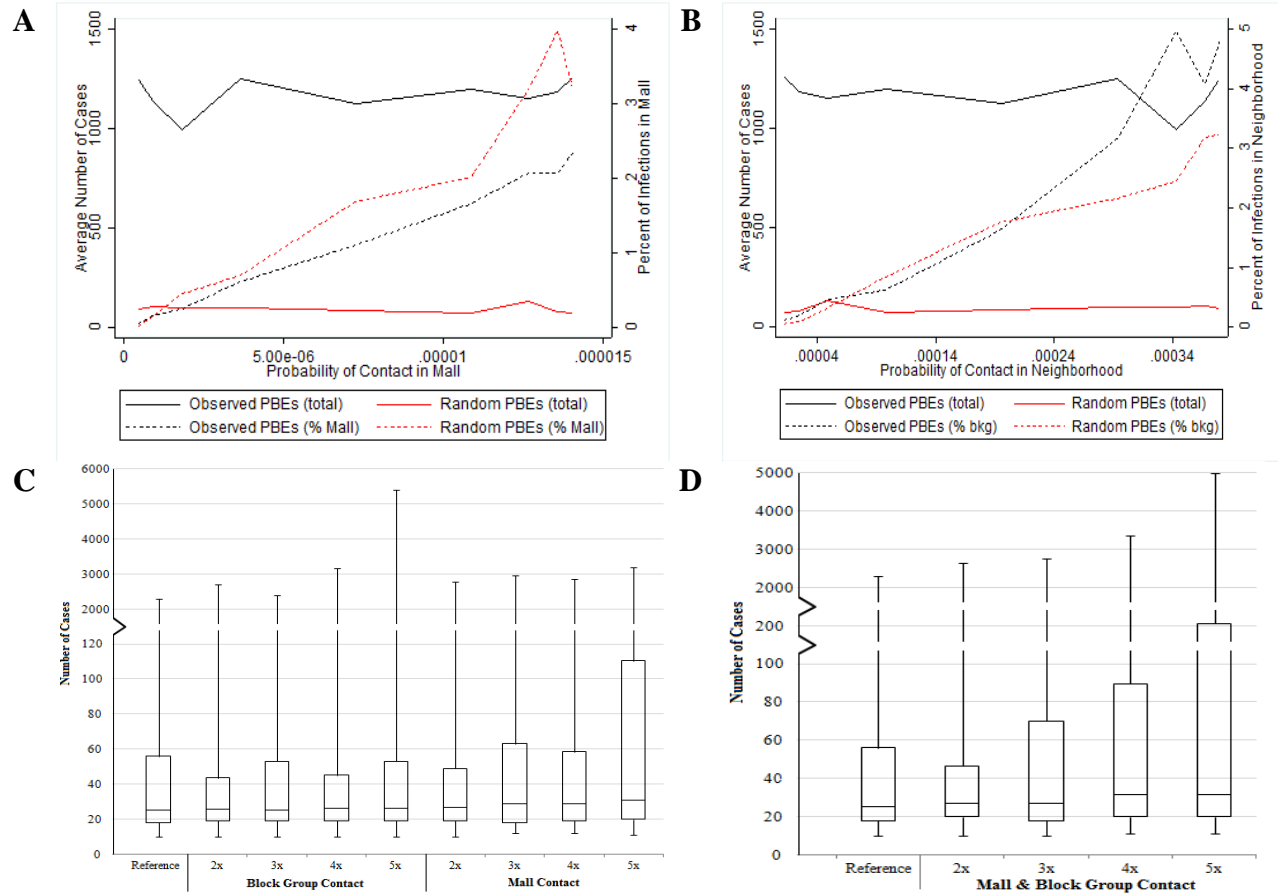 A
1500
1000
500
0
Average Number of Cases
4
3
2
1
0
Percent of Infections in Mall
0
5.00e-06
.00001
.000015
Probability of Contact in Mall
Observed PBEs (total)
Random PBEs (total)
Observed PBEs (% Mall)
Random PBEs (% Mall)
B
1500
1000
500
0
Average Number of Cases
5
4
3
2
1
0
Percent of Infections in Neighborhood
.00004
.00014
.00024
.00034
Probability of Contact in Neighborhood
Observed PBEs (total)
Random PBEs (total)
Observed PBEs (% bkg)
Random PBEs (% bkg)
C
6000
5000
4000
3000
2000
120
100
80
60
40
20
0
Number of Cases
Reference
2x
3x
4x
5x
2x
3x
4x
5x
Block Group Contact
Mall Contact
D
5000
4000
3000
2000
200
100
80
60
40
20
0
Number of Cases
Reference
2x
3x
4x
5x
Mall & Block Group Contact